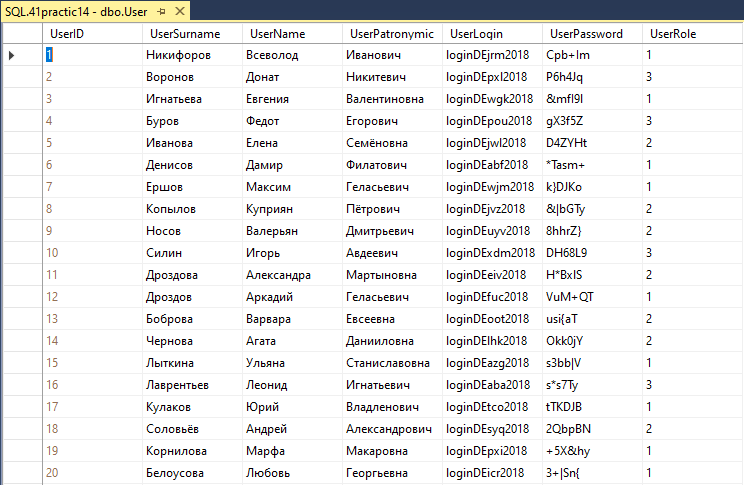 SQL.41practic14 - dbo.User
UserID UserSurname UserName UserPatronymic UserLogin UserPassword UserRole
1 Никифоров Всеволод Иванович loginDEjrm2018 Cpb+Im 1
2 Воронов Донат Никитевич loginDEpxl2018 P6h4Jq 3
3 Игнатьева Евгения Валентиновна loginDEwgk2018 &mfI9l 1
4 Буров Федот Егорович loginDEpou2018 gX3f5Z 3
5 Иванова Елена Семёновна loginDEjwl2018 D4ZYHt 2
6 Денисов Дамир Филатович loginDEabf2018 *Tasm+ 1
7 Ершов Максим Геласьевич loginDEwjm2018 k}DJKo 1
8 Копылов Куприян Пётрович loginDEjvz2018 &|bGTy 2
9 Носов Валерьян Дмитрьевич loginDEuyv2018 8hhrZ} 2
10 Силин Игорь Авдеевич loginDExdm2018 DH68L9 3
11 Дроздова Александра Мартыновна loginDEeiv2018 H*BxlS 2
12 Дроздов Аркадий Геласьевич loginDEfuc2018 VuM+QT 1
13 Боброва Варвара Евсеевна loginDEoot2018 usi{aT 2
14 Чернова Агата Данииловна loginDElhk2018 Okk0jY 2
15 Лыткина Ульяна Станиславовна loginDEazg2018 s3bb|V 1
16 Лаврентьев Леонид Игнатьевич loginDEaba2018 s*s7Ty 3
17 Кулаков Юрий Владленович loginDEtco2018 tTKDJB 1
18 Соловьёв Андрей Александрович loginDEsyq2018 2QbpBN 2
19 Корнилова Марфа Макаровна loginDEpxi2018 +5X&hy 1
20 Белоусова Любовь Георгьевна loginDEicr2018 3+|Sn{ 1